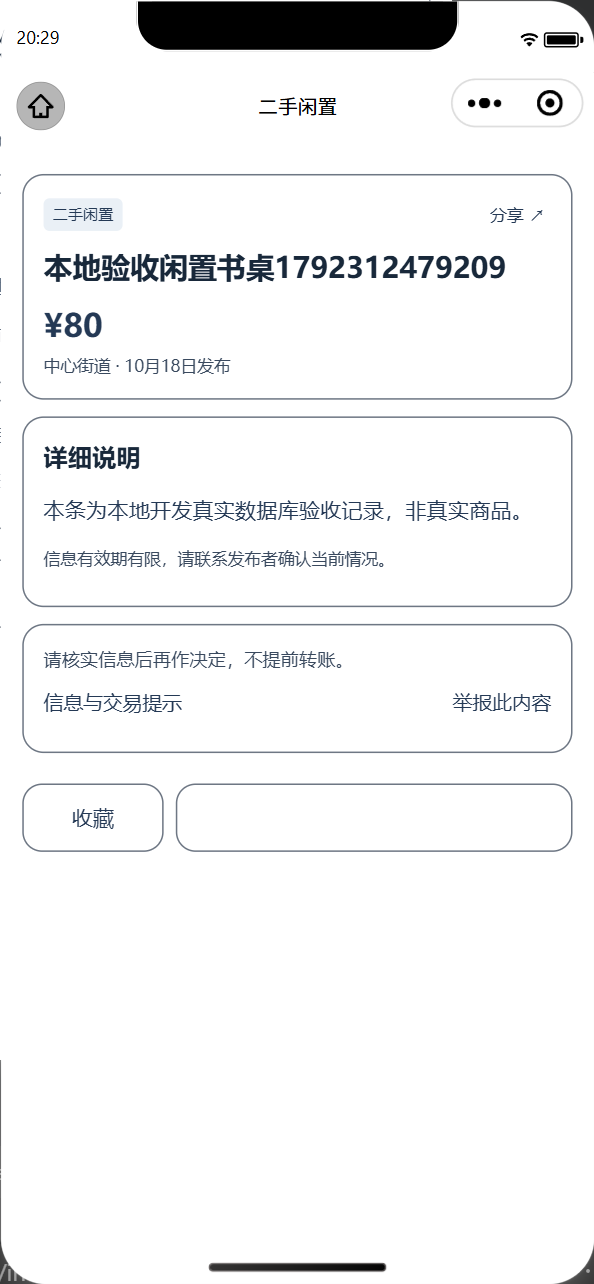 20:29
二手闲置
二手闲置
分享 ↗
本地验收闲置书桌1792312479209
¥80
中心街道 · 10月18日发布
详细说明
本条为本地开发真实数据库验收记录，非真实商品。
信息有效期有限，请联系发布者确认当前情况。
请核实信息后再作决定，不提前转账。
信息与交易提示
举报此内容
收藏